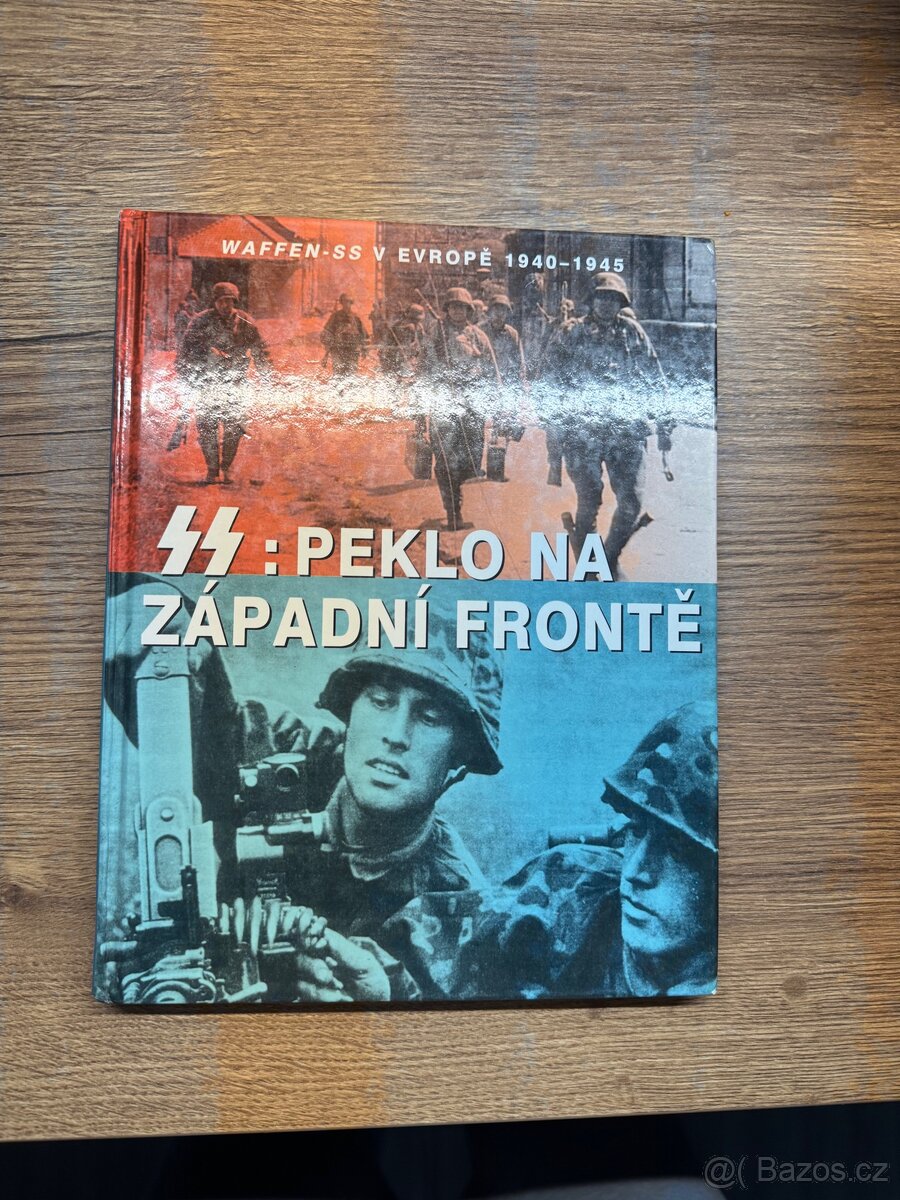 WAFFEN-SS V EVROPĚ 1940–1945
SS : PEKLO NA
ZÁPADNÍ FRONTĚ
@( Bazos.cz